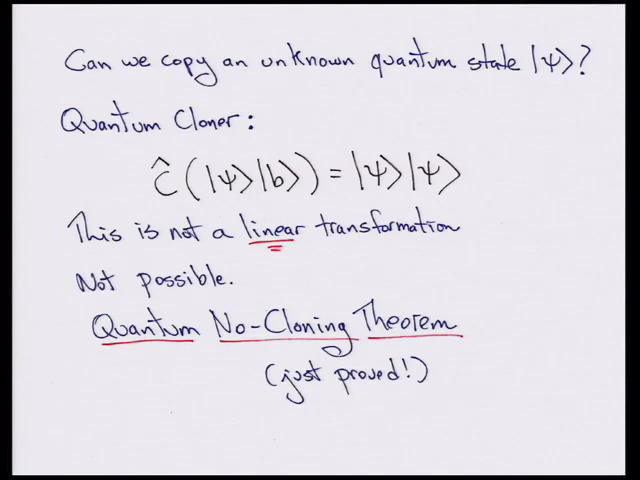 Can we copy an unknown quantum state |ψ⟩?
Quantum Cloner:
Ĉ(|ψ⟩|b⟩) = |ψ⟩|ψ⟩
This is not a linear transformation
Not possible.
Quantum No-Cloning Theorem
(just proved!)